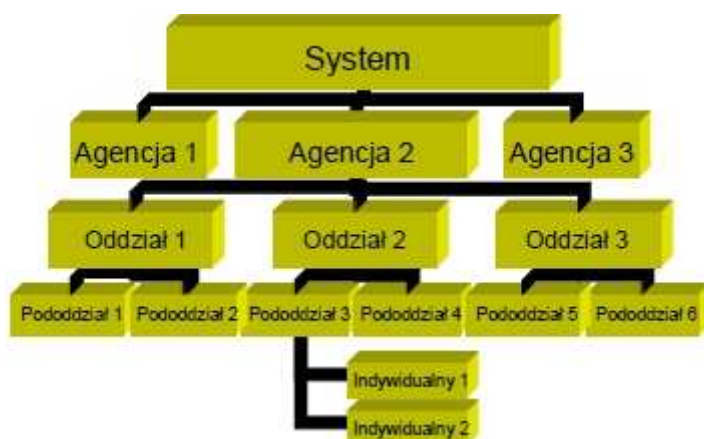 System
Agencja 1
Agencja 2
Agencja 3
Oddział 1
Oddział 2
Oddział 3
Pododdział 1
Pododdział 2
Pododdział 3
Pododdział 4
Pododdział 5
Pododdział 6
Indywidualny 1
Indywidualny 2